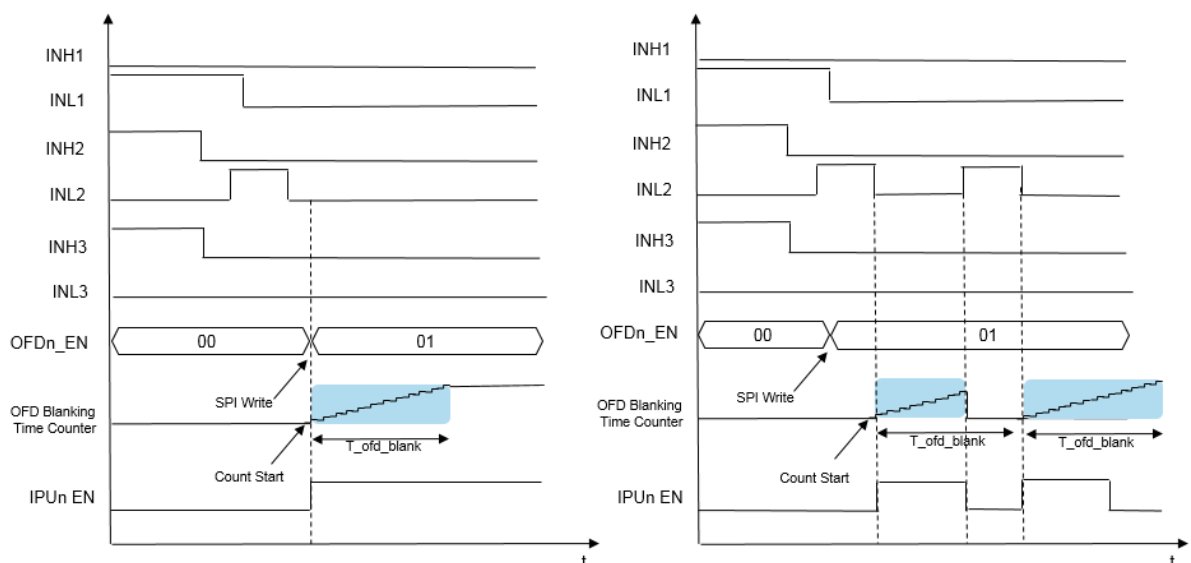 INH1
INL1
INH2
INL2
INH3
INL3
OFDn_EN
00
01
SPI Write
OFD Blanking
Time Counter
T_ofd_blank
Count Start
IPUn EN
t
INH1
INL1
INH2
INL2
INH3
INL3
OFDn_EN
00
01
SPI Write
OFD Blanking
Time Counter
T_ofd_blank
T_ofd_blank
Count Start
IPUn EN
t